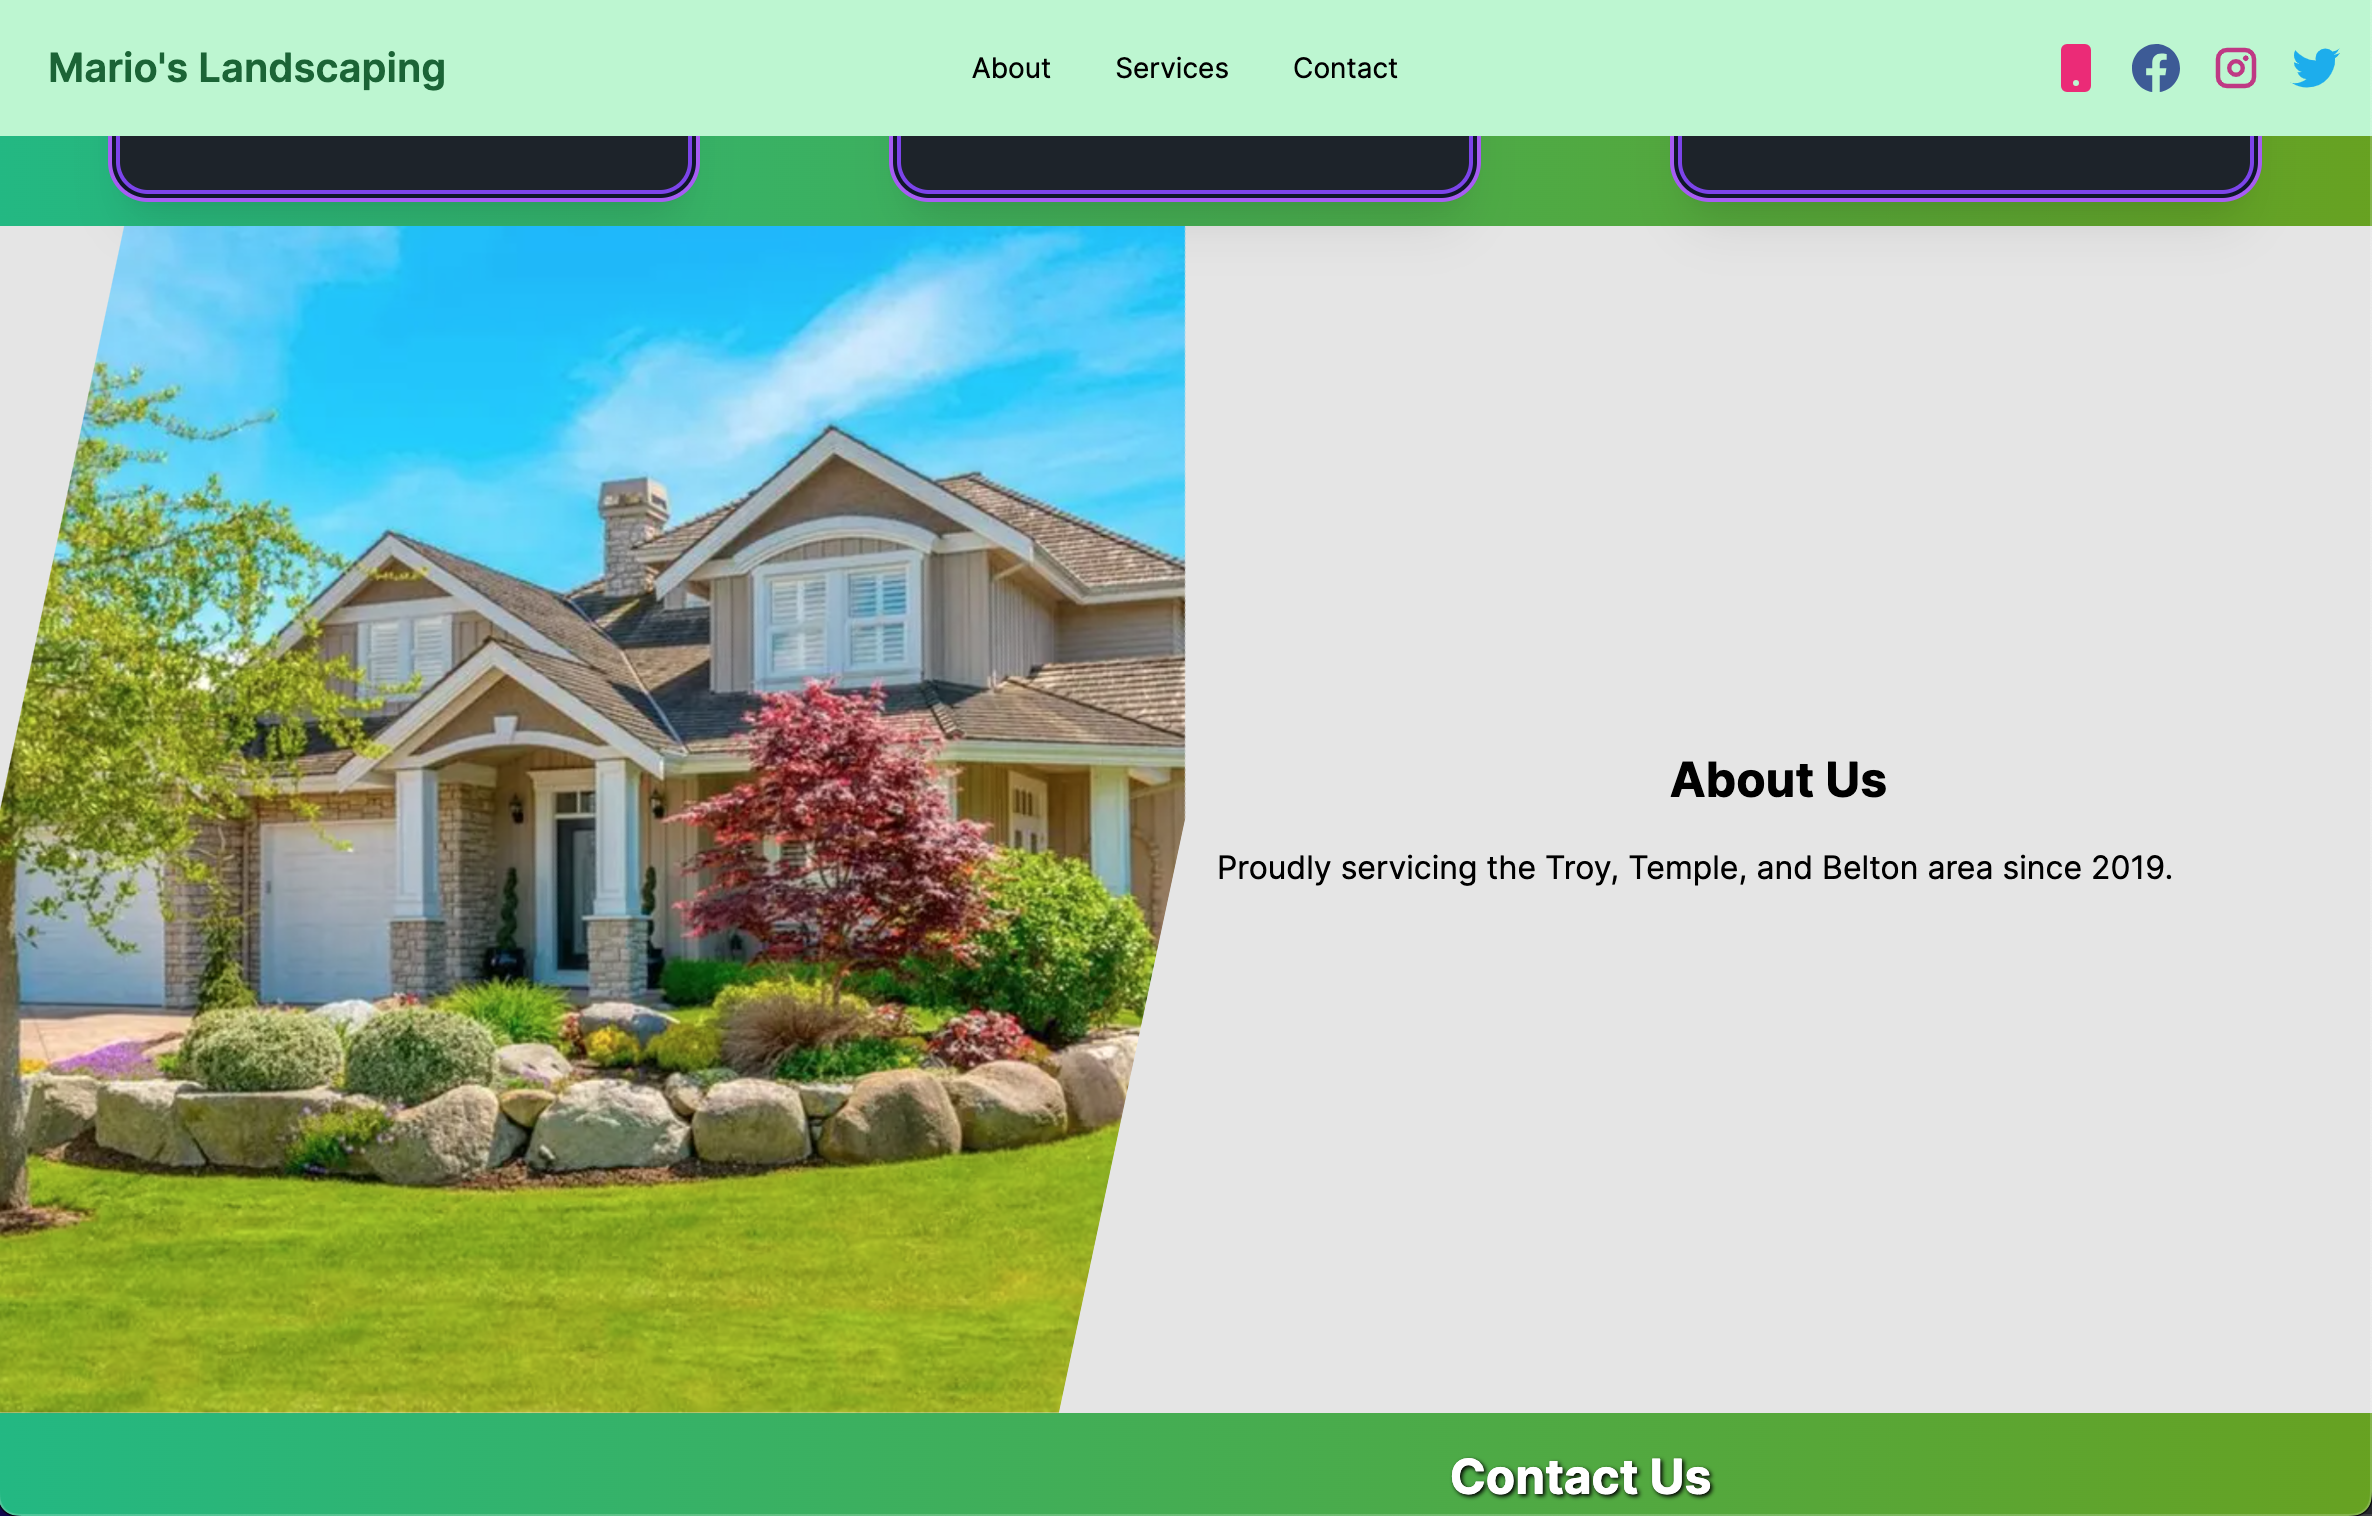 Mario's Landscaping
About Services Contact
About Us
Proudly servicing the Troy, Temple, and Belton area since 2019.
Contact Us